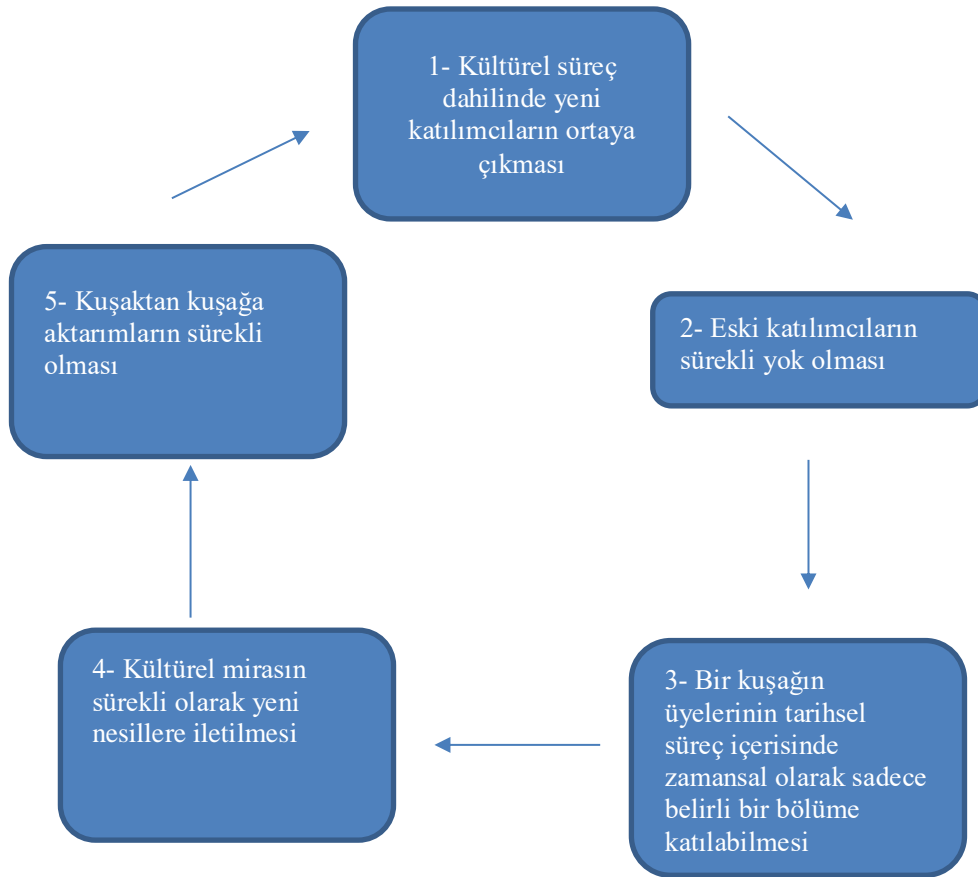 1- Kültürel süreç
dahilinde yeni
katılımcıların ortaya
çıkması
2- Eski katılımcıların
sürekli yok olması
3- Bir kuşağın
üyelerinin tarihsel
süreç içerisinde
zamansal olarak sadece
belirli bir bölüme
katılabilmesi
4- Kültürel mirasın
sürekli olarak yeni
nesillere iletilmesi
5- Kuşaktan kuşağa
aktarımların sürekli
olması